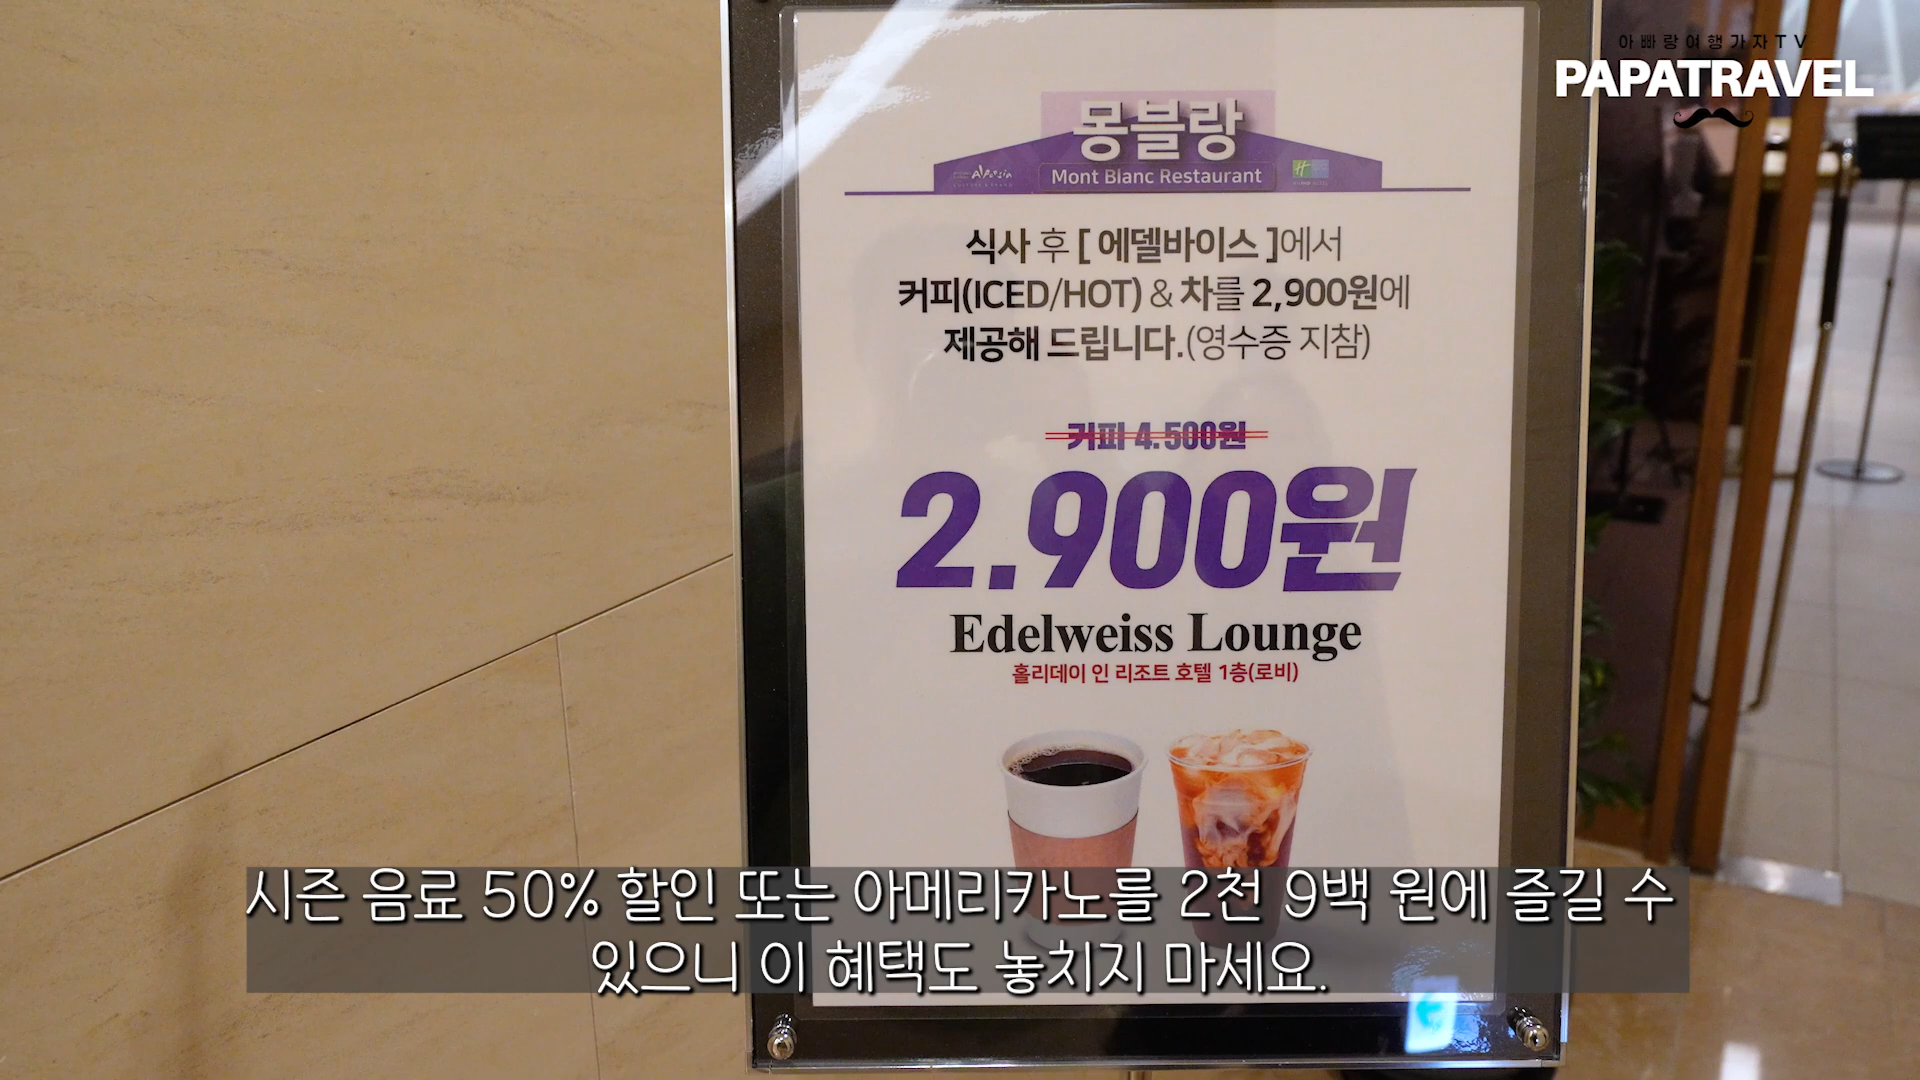 아빠랑여행가자TV
PAPATRAVEL
몽블랑
Alpensia
Mont Blanc Restaurant
식사 후 [ 에델바이스 ]에서
커피(ICED/HOT) & 차를 2,900원에
제공해 드립니다.(영수증 지참)
커피 4.500원
2.900원
Edelweiss Lounge
홀리데이 인 리조트 호텔 1층(로비)
시즌 음료 50% 할인 또는 아메리카노를 2천 9백 원에 즐길 수
있으니 이 혜택도 놓치지 마세요.